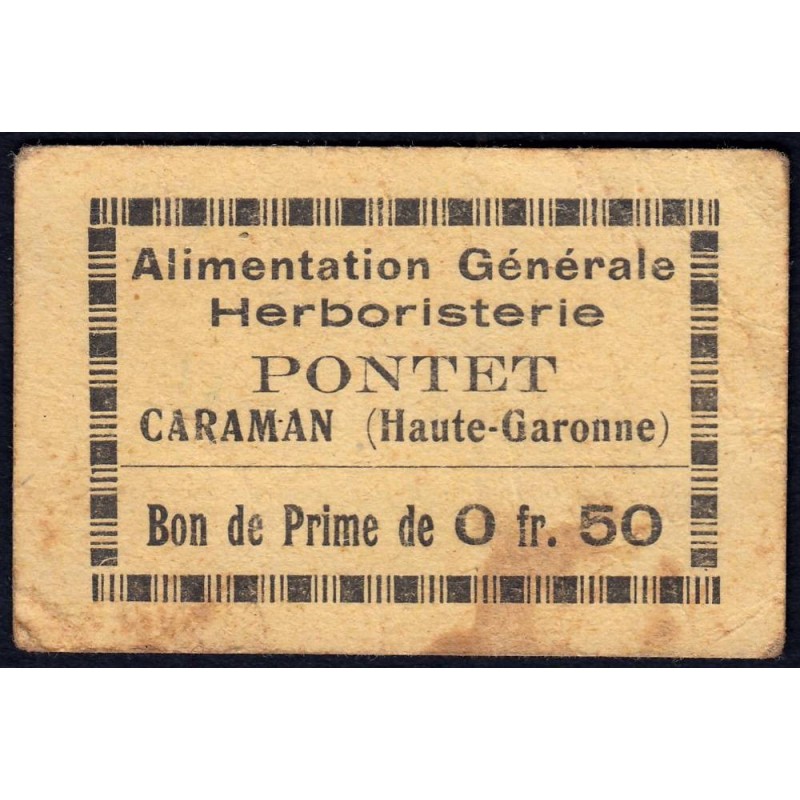 Alimentation Générale
Herboristerie
PONTET
CARAMAN (Haute-Garonne)
Bon de Prime de 0 fr. 50